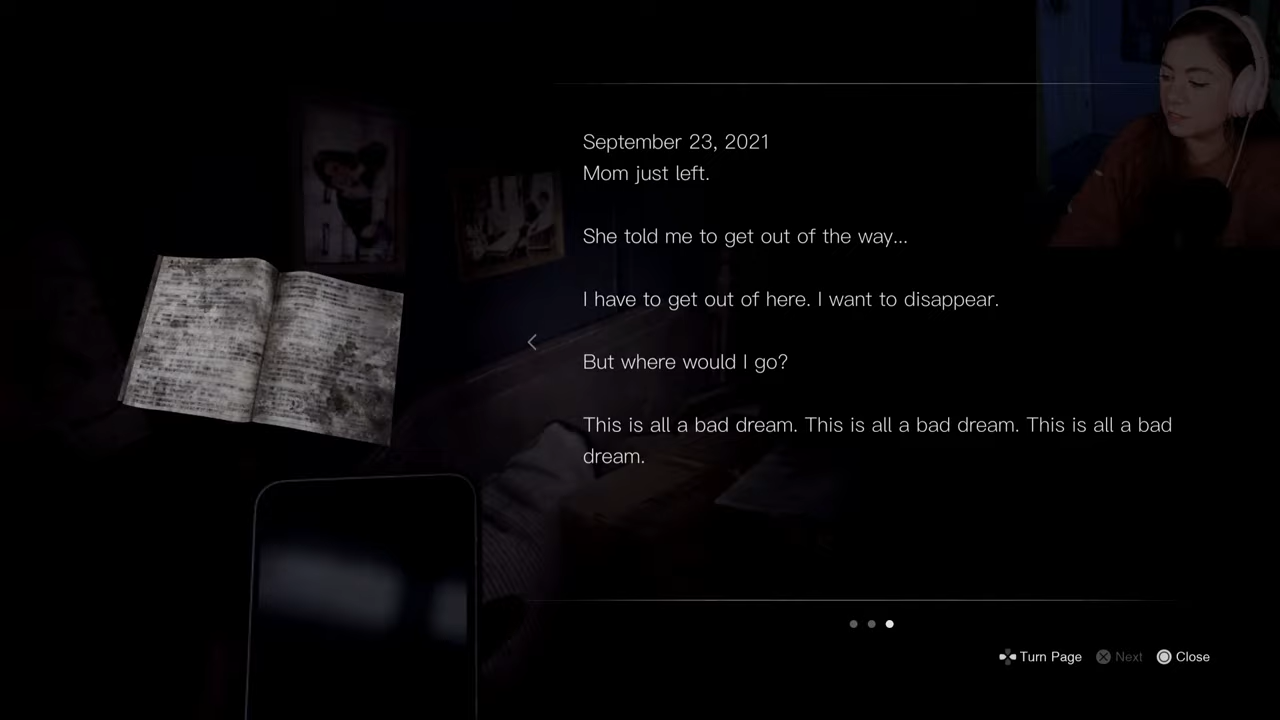 September 23, 2021
Mom just left.
She told me to get out of the way...
I have to get out of here. I want to disappear.
But where would I go?
This is all a bad dream. This is all a bad dream. This is all a bad
dream.
Turn Page Next Close